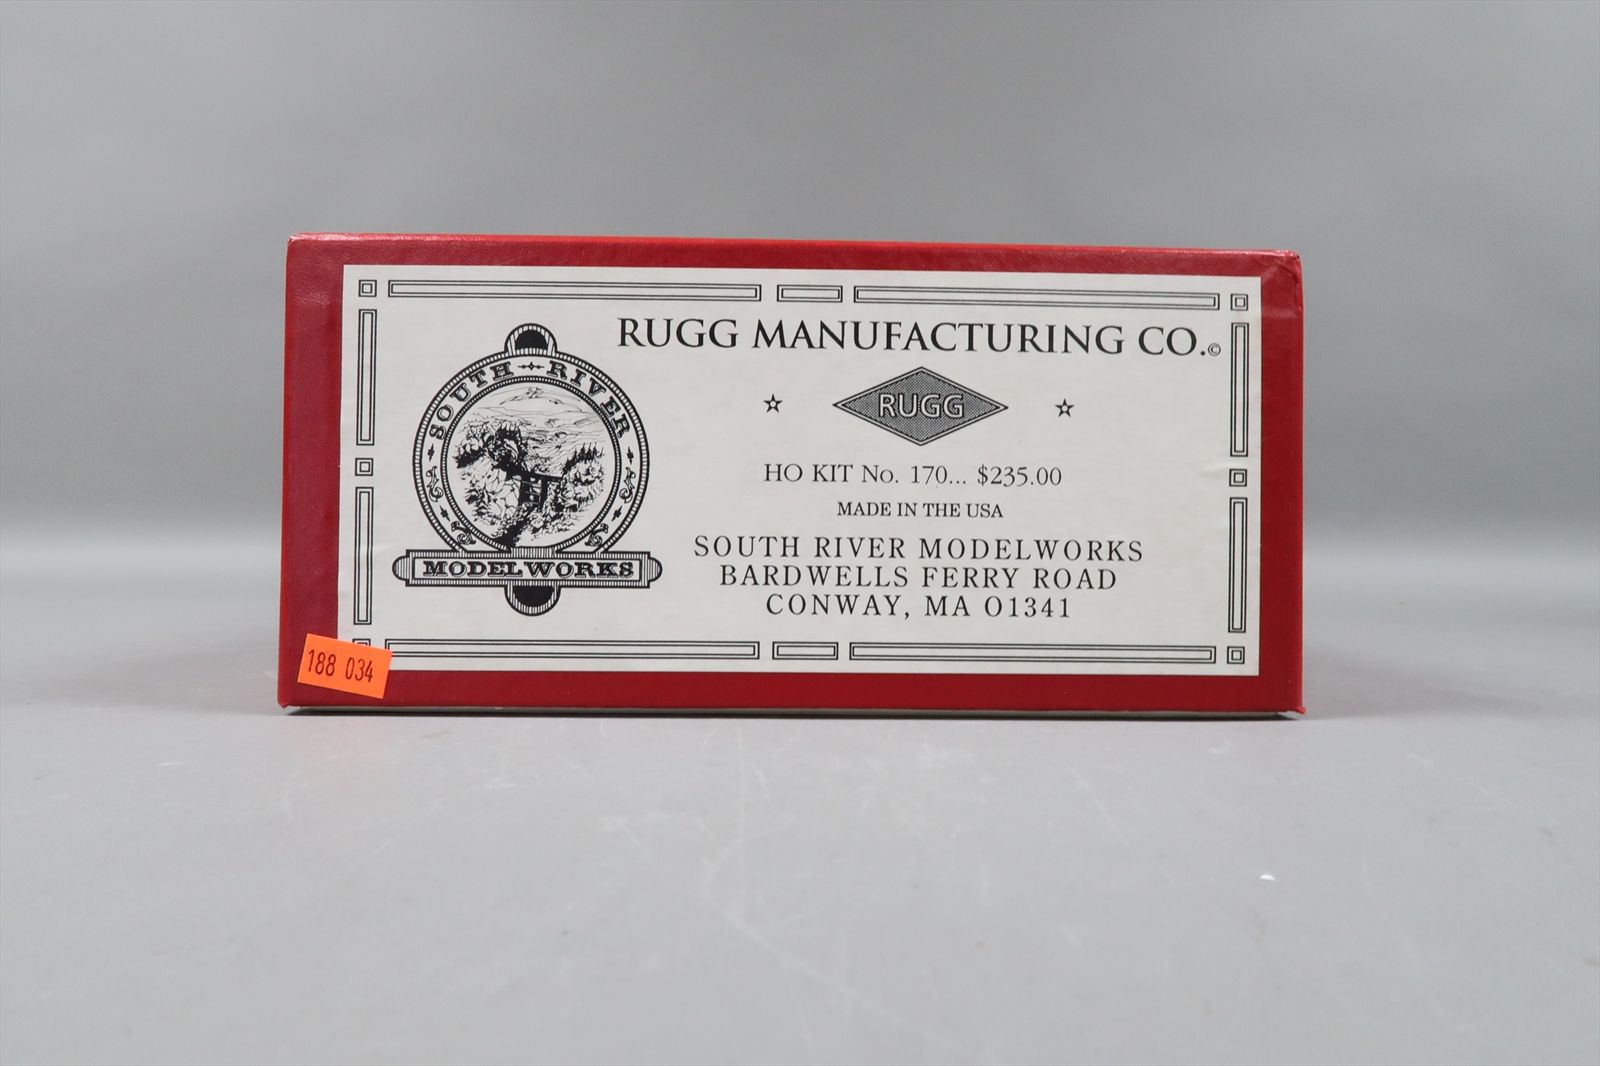 RUGG MANUFACTURING CO.©
SOUTH RIVER
MODELWORKS
RUGG
HO KIT No. 170... $235.00
MADE IN THE USA
SOUTH RIVER MODELWORKS
BARDWELLS FERRY ROAD
CONWAY, MA 01341
188 034